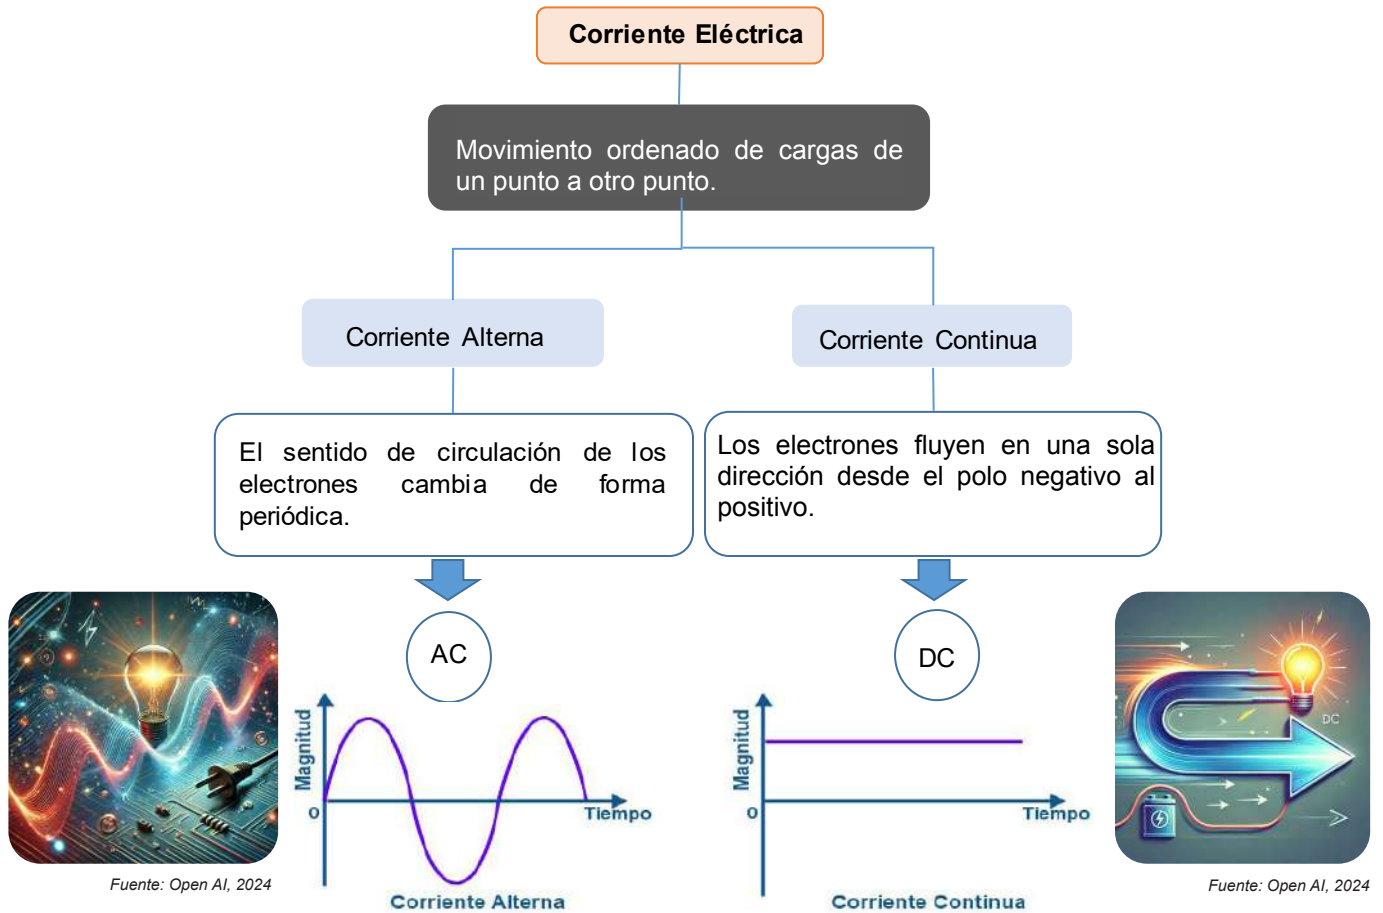 Corriente Eléctrica
Movimiento ordenado de cargas de
un punto a otro punto.
Corriente Alterna
Corriente Continua
El sentido de circulación de los
electrones cambia de forma
periódica.
Los electrones fluyen en una sola
dirección desde el polo negativo al
positivo.
AC
DC
Magnitud
0
Tiempo
Corriente Alterna
Magnitud
0
Tiempo
Corriente Continua
DC
Fuente: Open AI, 2024
Fuente: Open AI, 2024